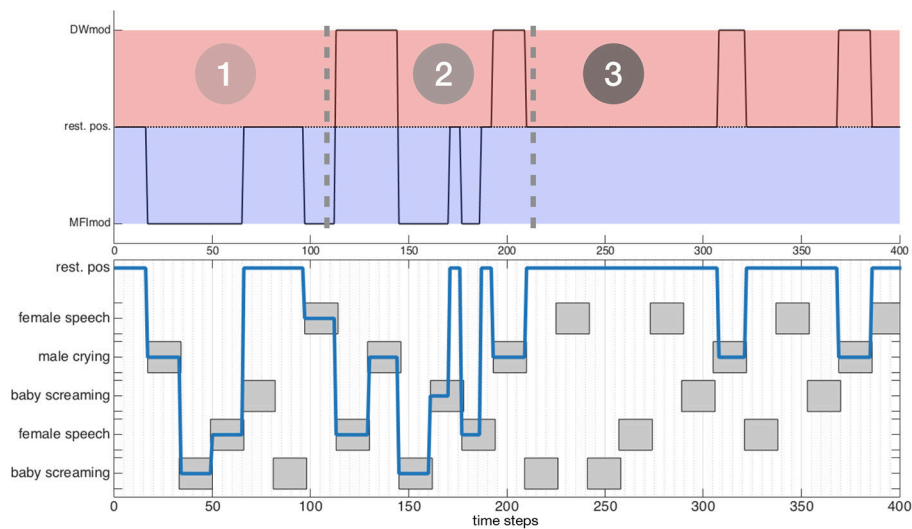 DWmod
1
2
3
rest. pos.
MFImod
0 50 100 150 200 250 300 350 400
rest. pos
female speech
male crying
baby screaming
female speech
baby screaming
0 50 100 150 200 250 300 350 400
time steps